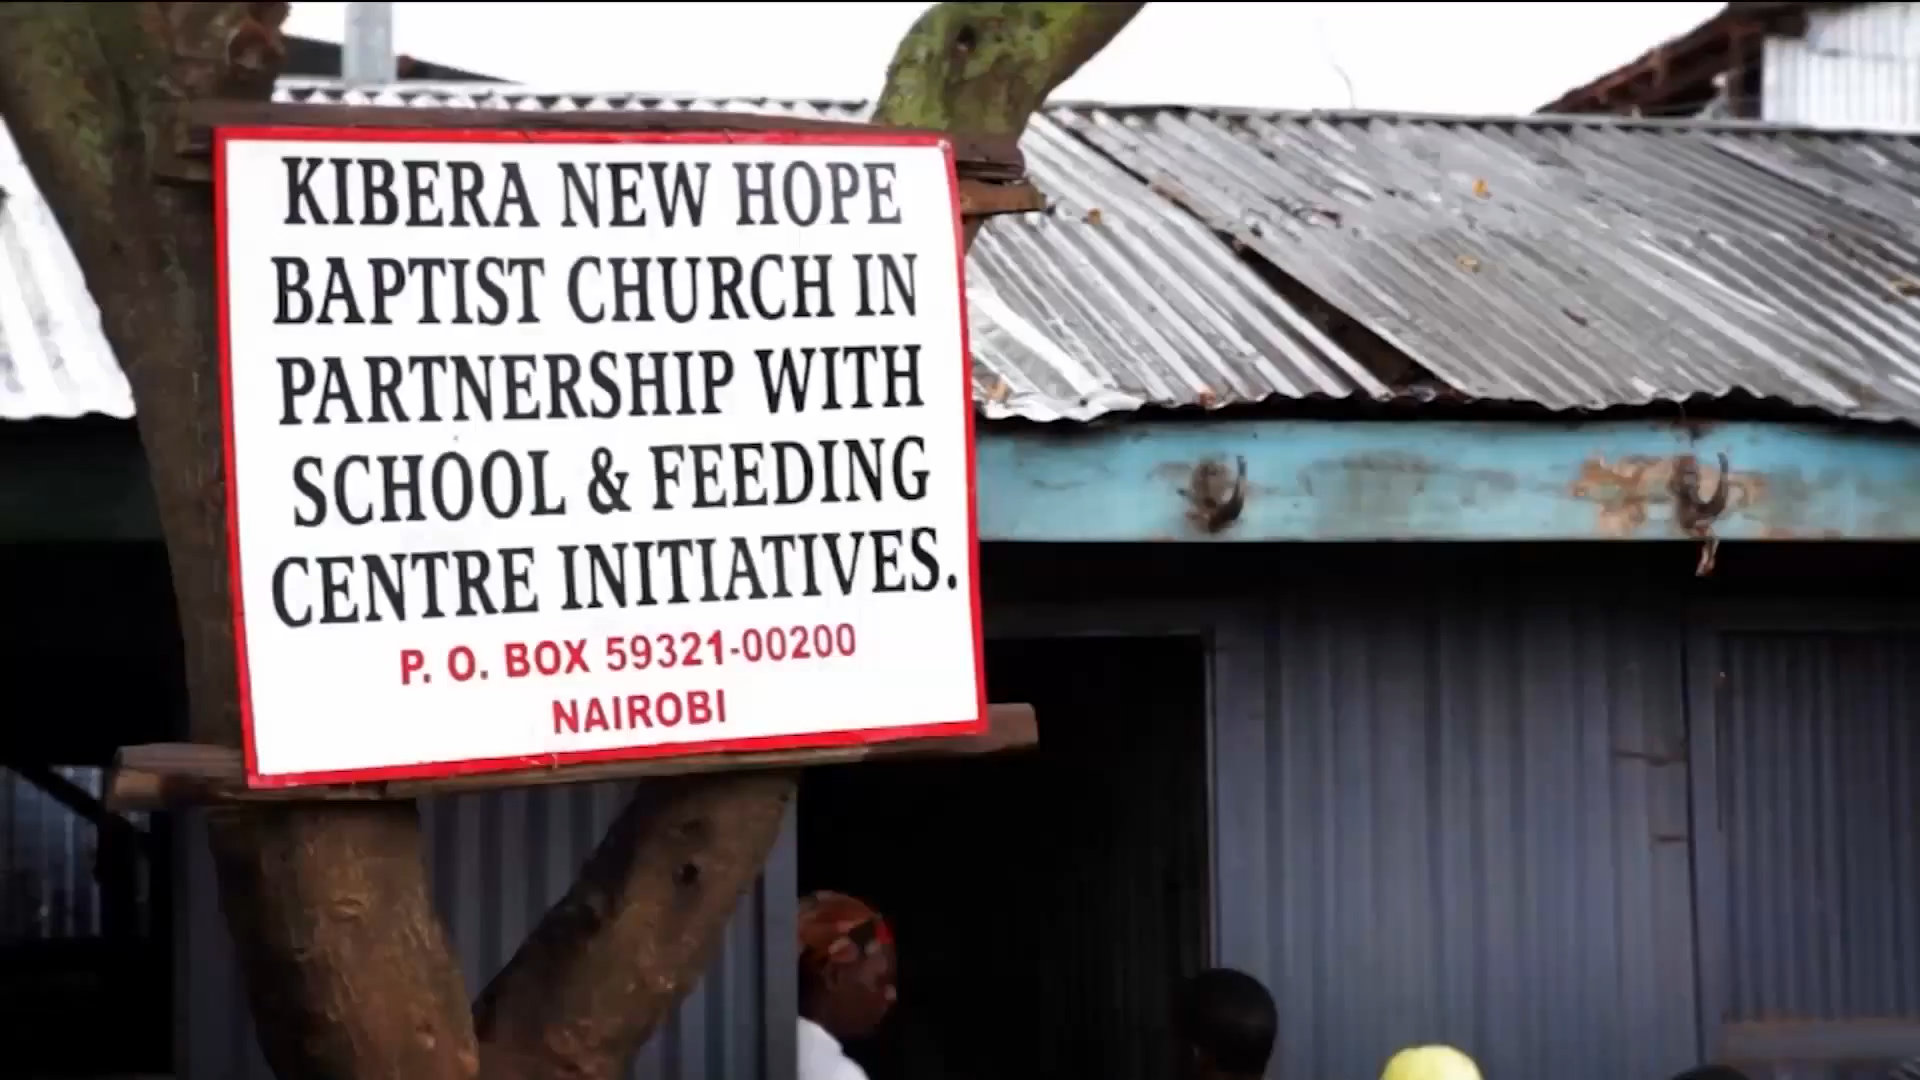 KIBERA NEW HOPE
BAPTIST CHURCH IN
PARTNERSHIP WITH
SCHOOL & FEEDING
CENTRE INITIATIVES.
P. O. BOX 59321-00200
NAIROBI